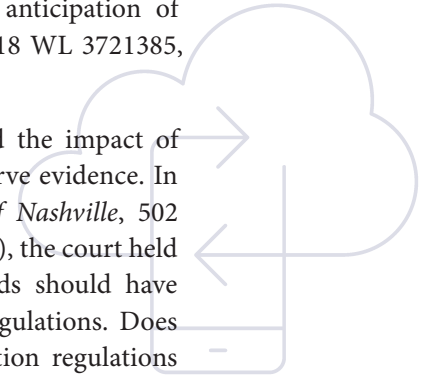 anticipation of
18 WL 3721385,
the impact of
rve evidence. In
f Nashville, 502
), the court held
ds should have
gulations. Does
tion regulations